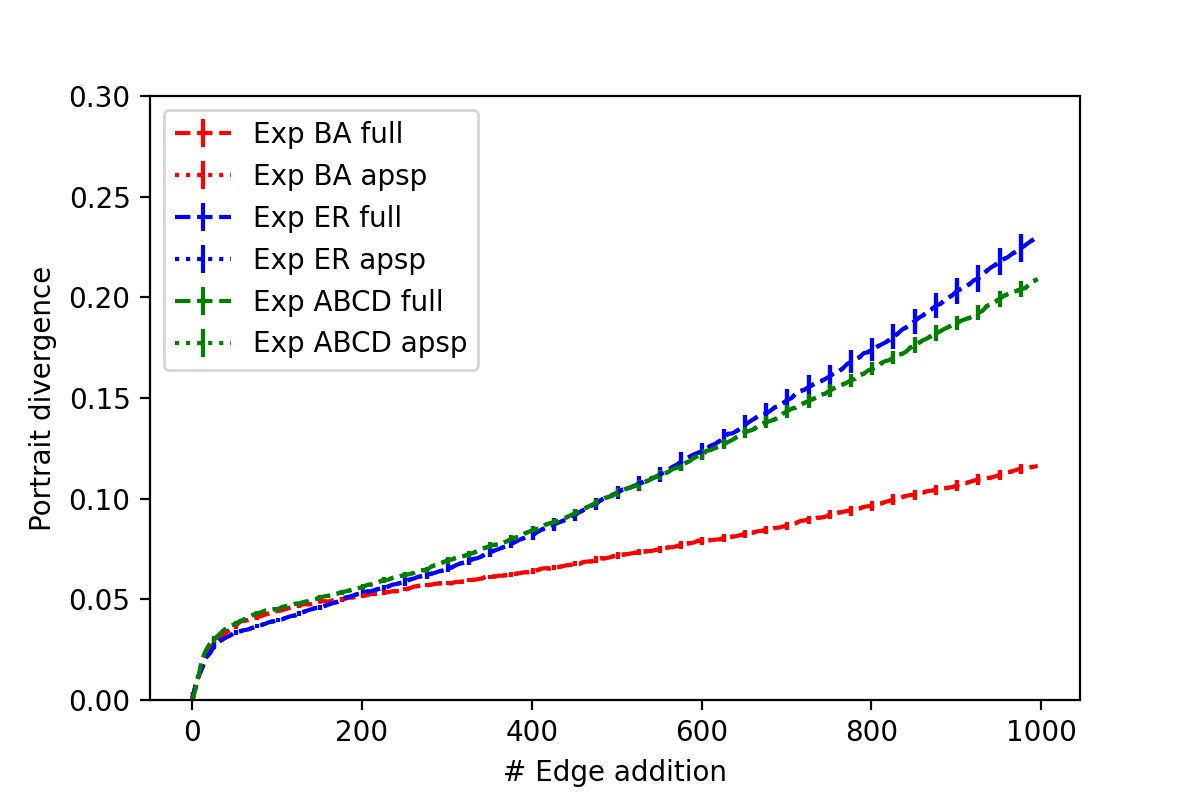 0.30
0.25
0.20
0.15
0.10
0.05
0.00
Portrait divergence
Exp BA full
Exp BA apsp
Exp ER full
Exp ER apsp
Exp ABCD full
Exp ABCD apsp
0 200 400 600 800 1000
# Edge addition